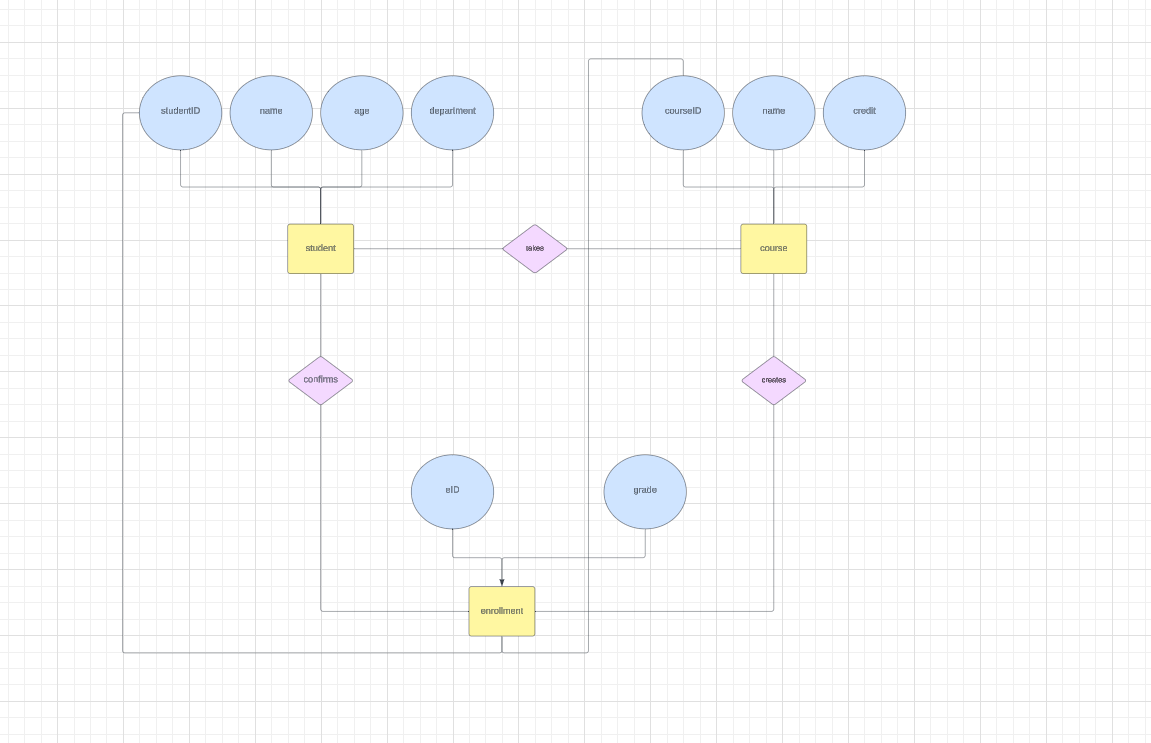 studentID
name
age
department
courseID
name
credit
student
takes
course
confirms
creates
eID
grade
enrollment